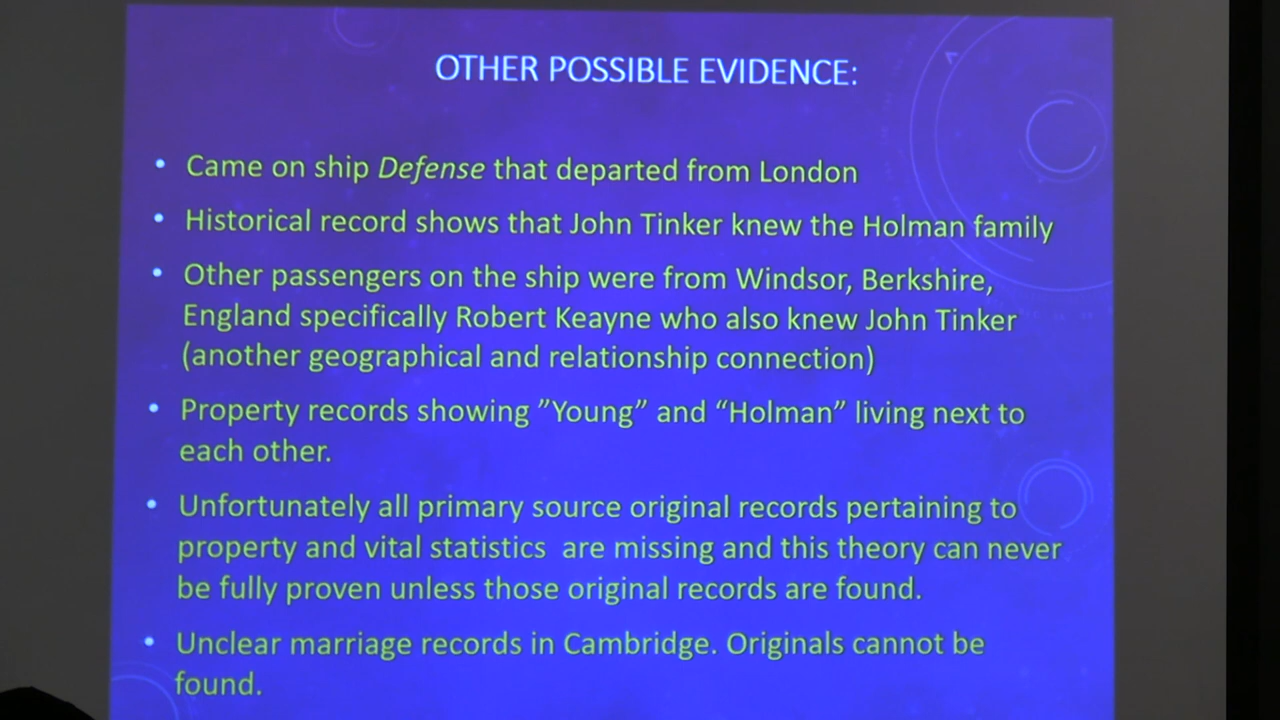 OTHER POSSIBLE EVIDENCE:
• Came on ship Defense that departed from London
• Historical record shows that John Tinker knew the Holman family
• Other passengers on the ship were from Windsor, Berkshire,
England specifically Robert Keayne who also knew John Tinker
(another geographical and relationship connection)
• Property records showing ”Young” and “Holman” living next to
each other.
• Unfortunately all primary source original records pertaining to
property and vital statistics  are missing and this theory can never
be fully proven unless those original records are found.
• Unclear marriage records in Cambridge. Originals cannot be
found.